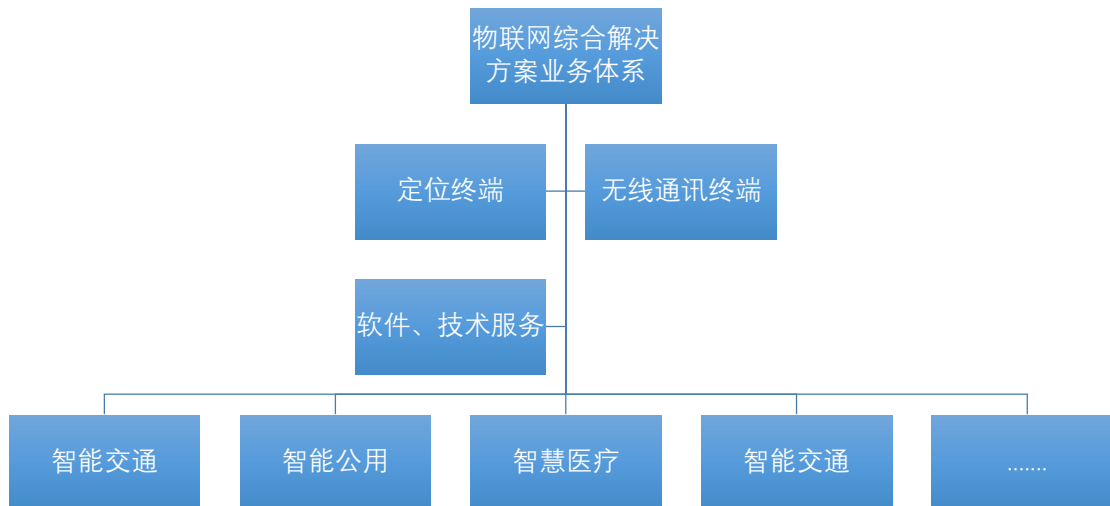 物联网综合解决
方案业务体系
定位终端
无线通讯终端
软件、技术服务
智能交通
智能公用
智慧医疗
智能交通
.......